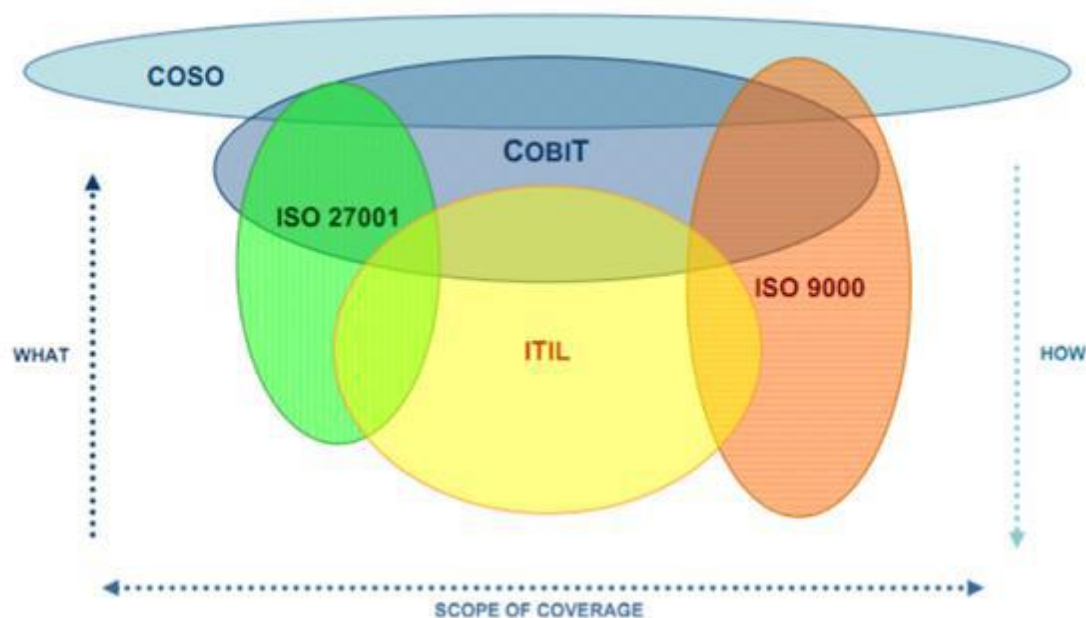 COSO
COBIT
ISO 27001
ISO 9000
ITIL
WHAT
HOW
SCOPE OF COVERAGE